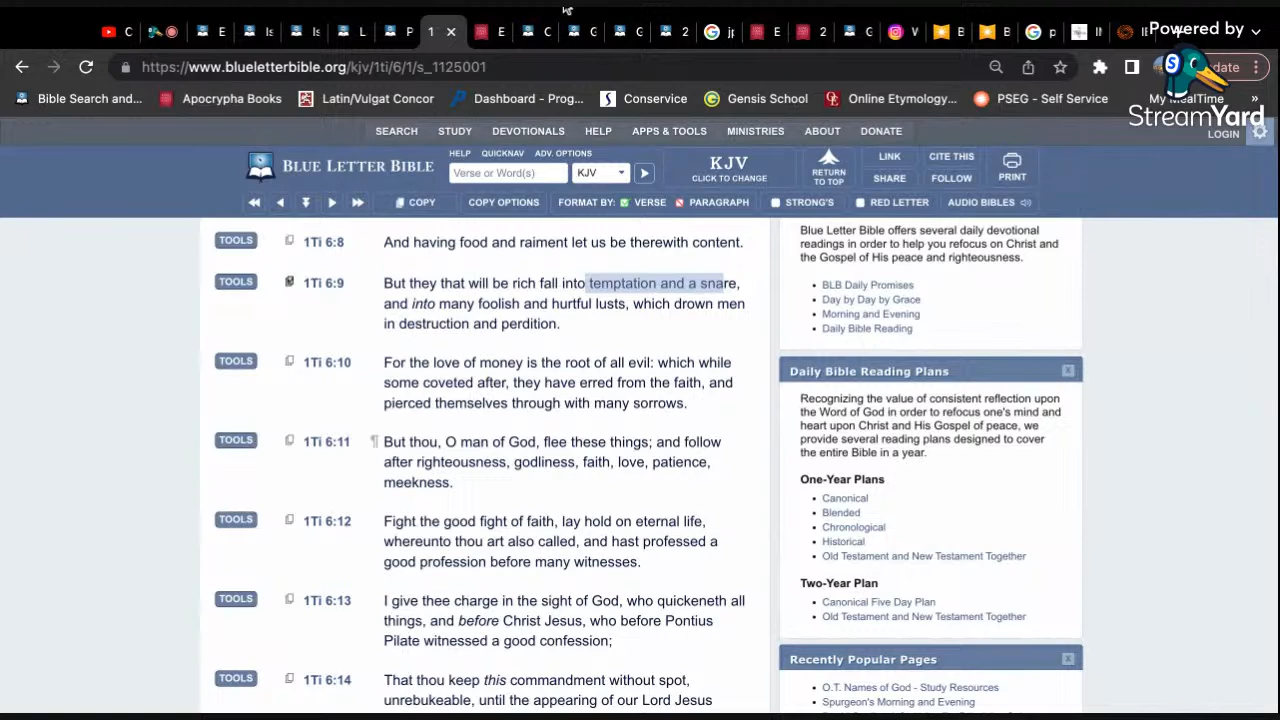 Powered by
StreamYard
C
E
Is
Is
L
P
1
E
C
G
G
2
jp
E
2
G
V
B
B
p
https://www.blueletterbible.org/kjv/1ti/6/1/s_1125001
date
Bible Search and...
Apocrypha Books
Latin/Vulgat Concor
Dashboard - Prog...
Conservice
Gensis School
Online Etymology...
PSEG - Self Service
My MealTime
»
SEARCH
STUDY
DEVOTIONALS
HELP
APPS & TOOLS
MINISTRIES
ABOUT
DONATE
LOGIN
BLUE LETTER BIBLE
HELP QUICKNAV ADV. OPTIONS
Verse or Word(s)
KJV
KJV
CLICK TO CHANGE
RETURN
TO TOP
LINK
CITE THIS
SHARE
FOLLOW
PRINT
COPY
COPY OPTIONS
FORMAT BY:
VERSE
PARAGRAPH
STRONG'S
RED LETTER
AUDIO BIBLES
TOOLS 1Ti 6:8 And having food and raiment let us be therewith content.
TOOLS 1Ti 6:9 But they that will be rich fall into temptation and a snare,
and into many foolish and hurtful lusts, which drown men
in destruction and perdition.
TOOLS 1Ti 6:10 For the love of money is the root of all evil: which while
some coveted after, they have erred from the faith, and
pierced themselves through with many sorrows.
TOOLS 1Ti 6:11 ¶ But thou, O man of God, flee these things; and follow
after righteousness, godliness, faith, love, patience,
meekness.
TOOLS 1Ti 6:12 Fight the good fight of faith, lay hold on eternal life,
whereunto thou art also called, and hast professed a
good profession before many witnesses.
TOOLS 1Ti 6:13 I give thee charge in the sight of God, who quickeneth all
things, and before Christ Jesus, who before Pontius
Pilate witnessed a good confession;
TOOLS 1Ti 6:14 That thou keep this commandment without spot,
unrebukeable, until the appearing of our Lord Jesus
Blue Letter Bible offers several daily devotional
readings in order to help you refocus on Christ and
the Gospel of His peace and righteousness.
BLB Daily Promises
Day by Day by Grace
Morning and Evening
Daily Bible Reading
Daily Bible Reading Plans
Recognizing the value of consistent reflection upon
the Word of God in order to refocus one's mind and
heart upon Christ and His Gospel of peace, we
provide several reading plans designed to cover
the entire Bible in a year.
One-Year Plans
Canonical
Blended
Chronological
Historical
Old Testament and New Testament Together
Two-Year Plan
Canonical Five Day Plan
Old Testament and New Testament Together
Recently Popular Pages
O.T. Names of God - Study Resources
Spurgeon's Morning and Evening